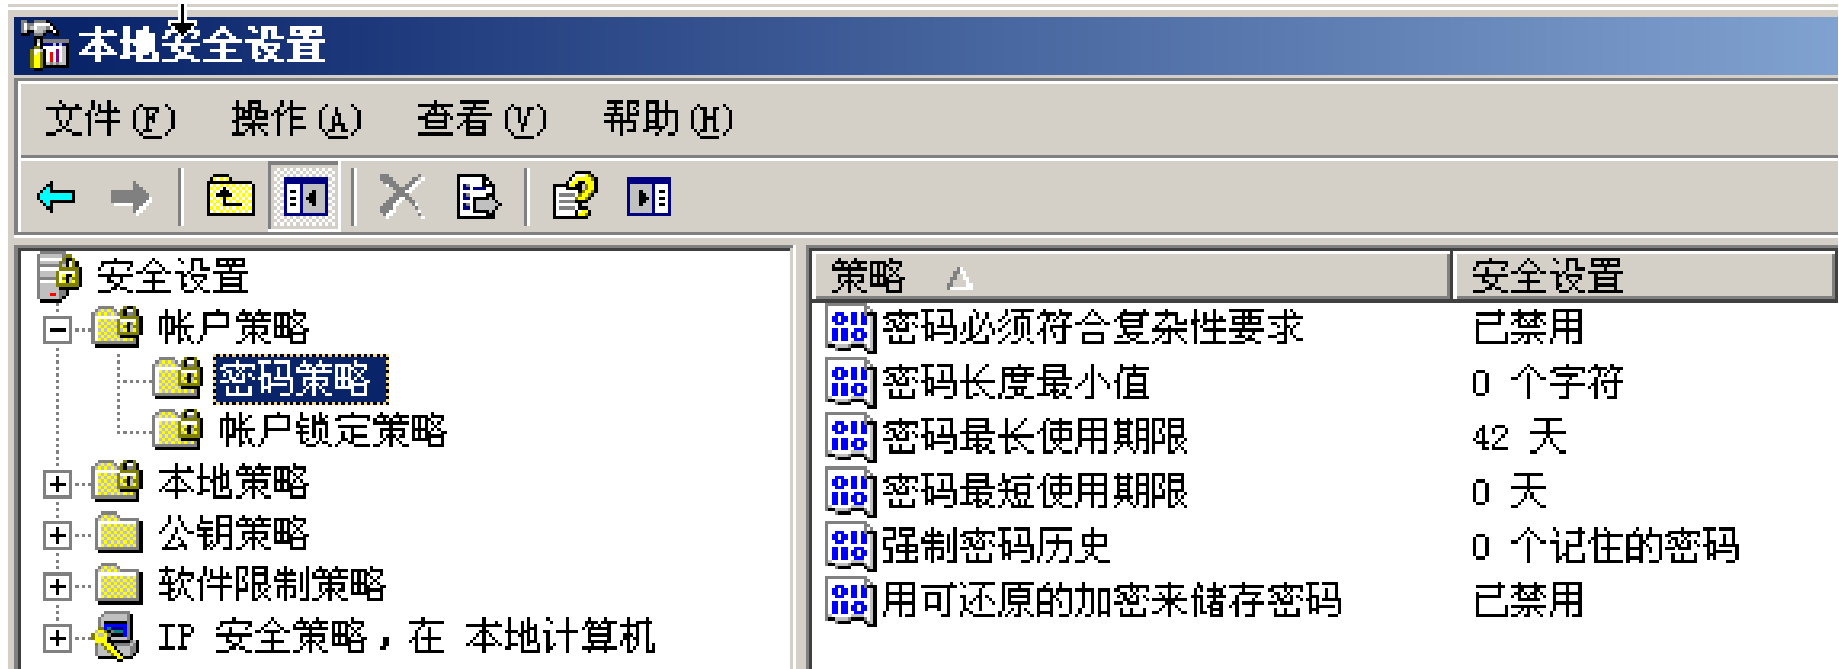 本地安全设置
文件(F) 操作(A) 查看(V) 帮助(H)
安全设置
帐户策略
密码策略
帐户锁定策略
本地策略
公钥策略
软件限制策略
IP 安全策略，在 本地计算机
策略 安全设置
密码必须符合复杂性要求 已禁用
密码长度最小值 0 个字符
密码最长使用期限 42 天
密码最短使用期限 0 天
强制密码历史 0 个记住的密码
用可还原的加密来储存密码 已禁用